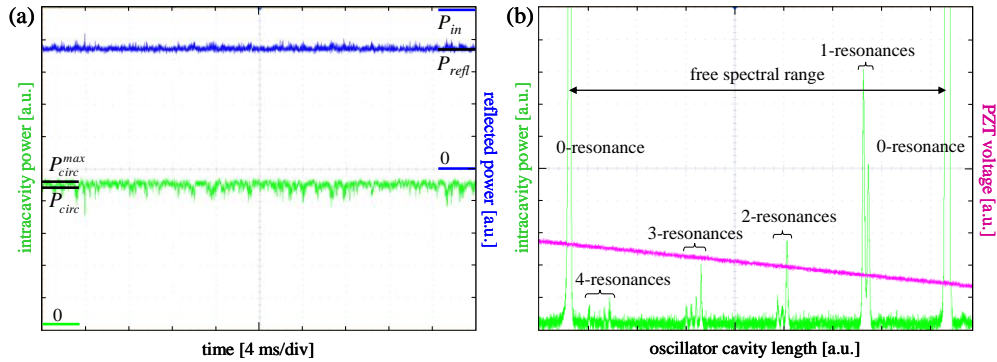 (a)
P_in
P_refl
0
P_circ^max
P_circ
0
intracavity power [a.u.]
reflected power [a.u.]
time [4 ms/div]
(b)
1-resonances
free spectral range
0-resonance
0-resonance
2-resonances
3-resonances
4-resonances
intracavity power [a.u.]
PZT voltage [a.u.]
oscillator cavity length [a.u.]